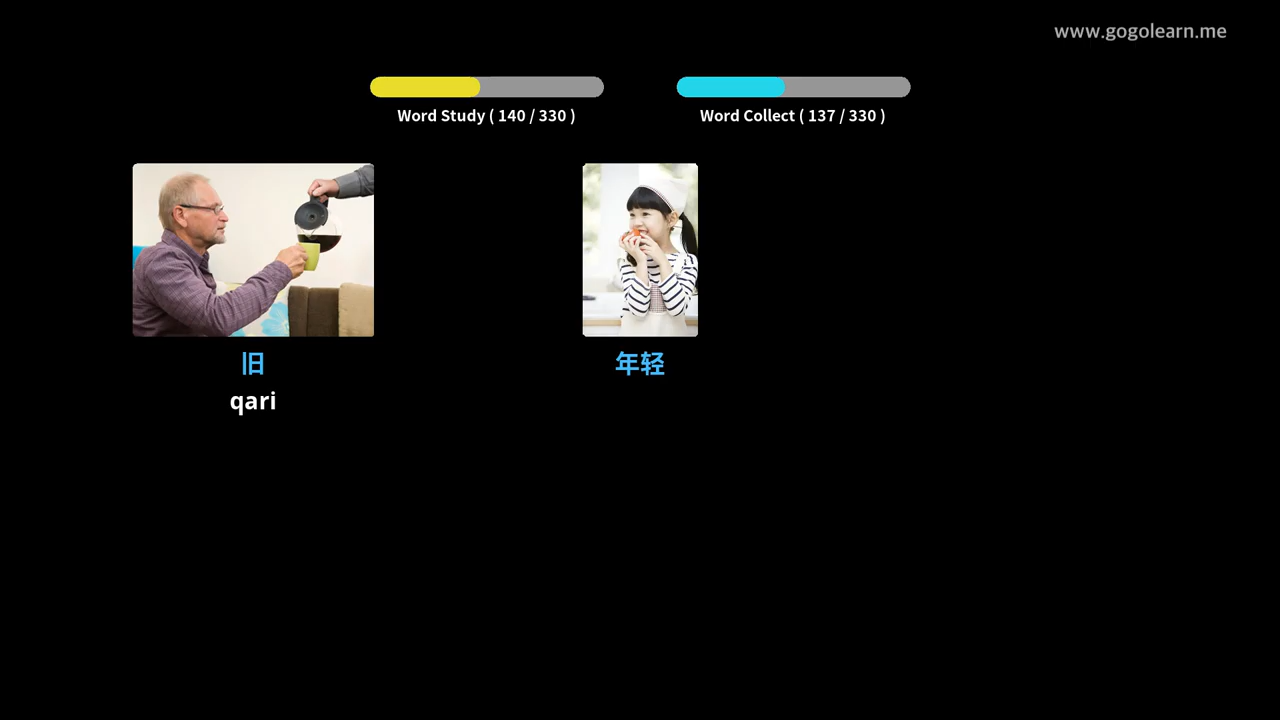 www.gogolearn.me
Word Study ( 140 / 330 )
Word Collect ( 137 / 330 )
旧
qari
年轻